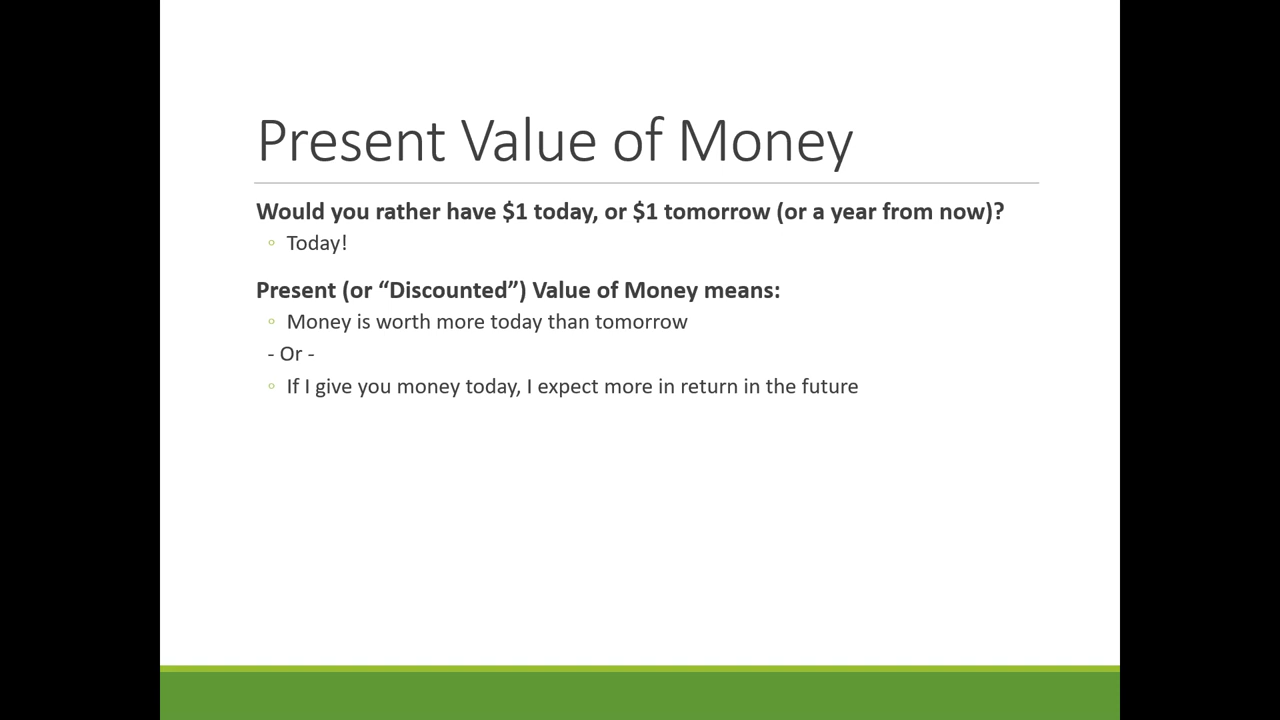 Present Value of Money
Would you rather have $1 today, or $1 tomorrow (or a year from now)?
◦ Today!
Present (or “Discounted”) Value of Money means:
◦ Money is worth more today than tomorrow
- Or -
◦ If I give you money today, I expect more in return in the future